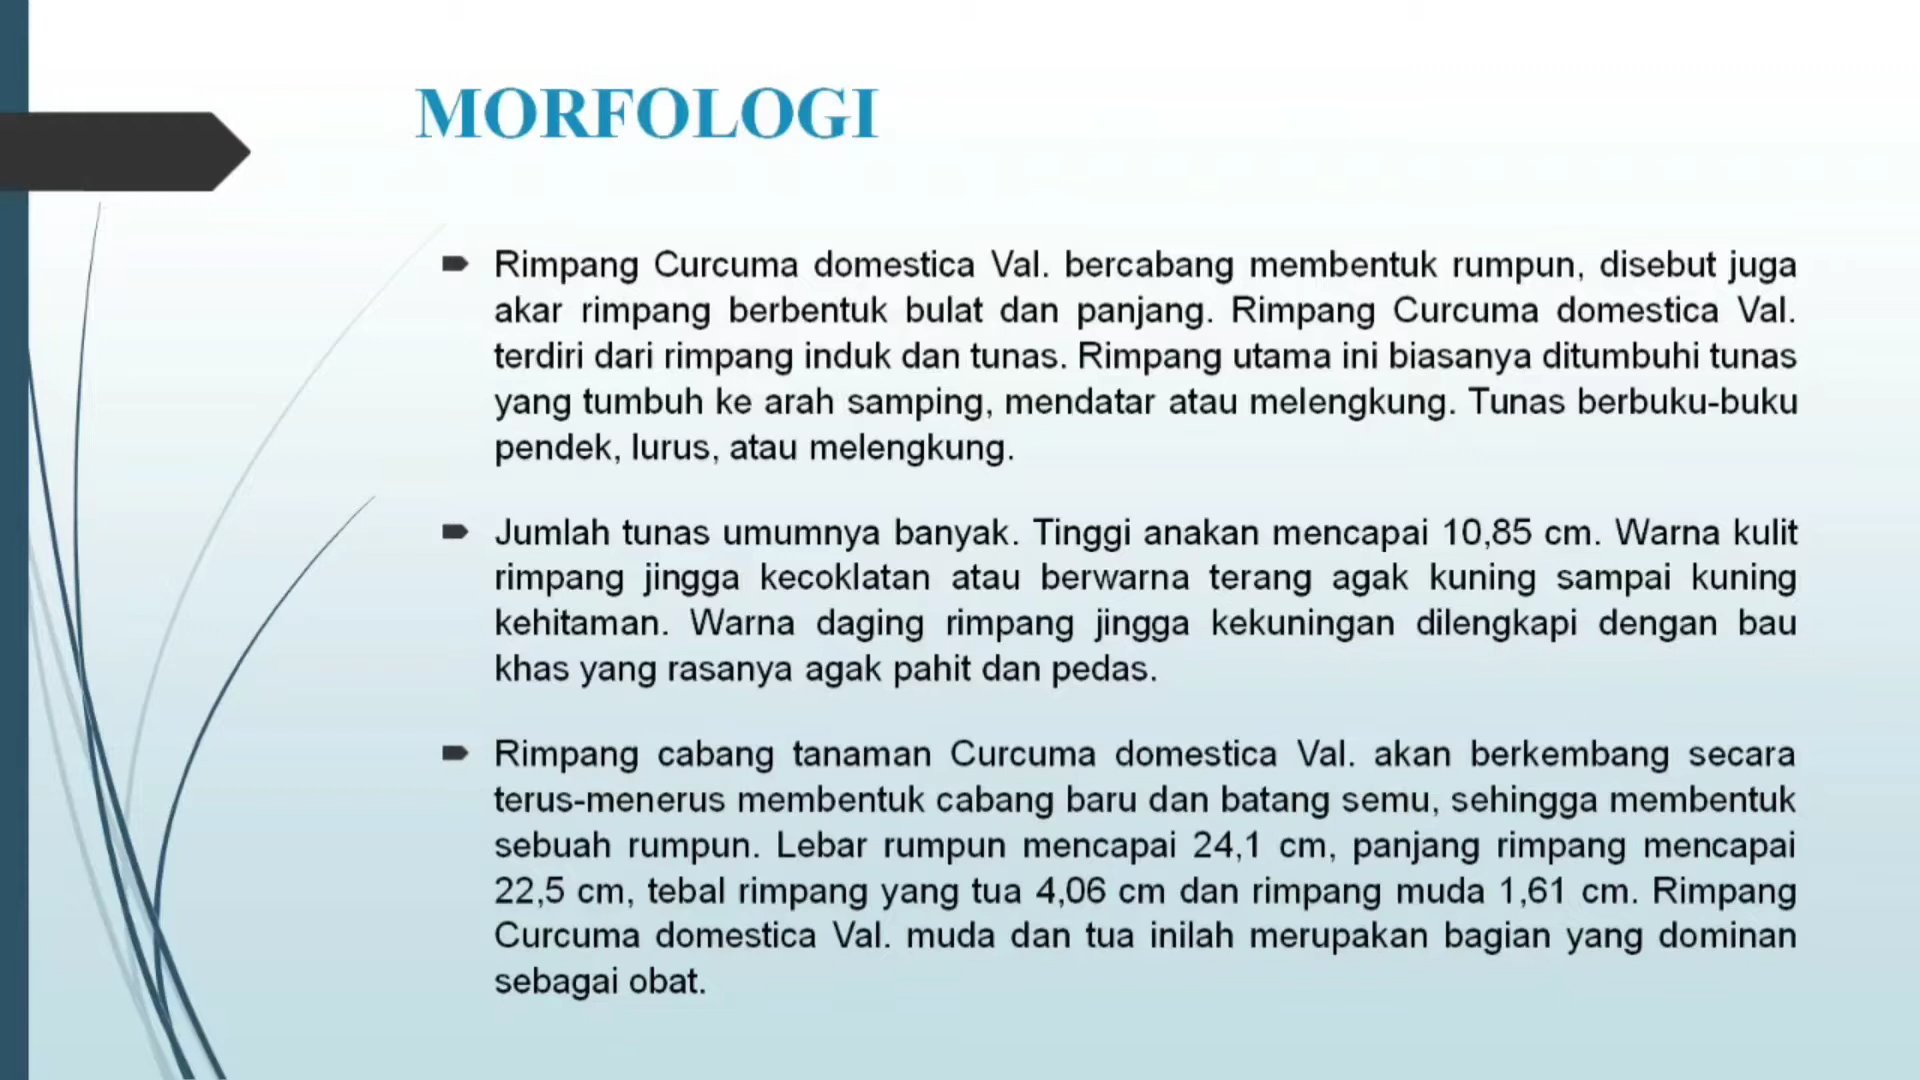 MORFOLOGI
Rimpang Curcuma domestica Val. bercabang membentuk rumpun, disebut juga
akar rimpang berbentuk bulat dan panjang. Rimpang Curcuma domestica Val.
terdiri dari rimpang induk dan tunas. Rimpang utama ini biasanya ditumbuhi tunas
yang tumbuh ke arah samping, mendatar atau melengkung. Tunas berbuku-buku
pendek, lurus, atau melengkung.
Jumlah tunas umumnya banyak. Tinggi anakan mencapai 10,85 cm. Warna kulit
rimpang jingga kecoklatan atau berwarna terang agak kuning sampai kuning
kehitaman. Warna daging rimpang jingga kekuningan dilengkapi dengan bau
khas yang rasanya agak pahit dan pedas.
Rimpang cabang tanaman Curcuma domestica Val. akan berkembang secara
terus-menerus membentuk cabang baru dan batang semu, sehingga membentuk
sebuah rumpun. Lebar rumpun mencapai 24,1 cm, panjang rimpang mencapai
22,5 cm, tebal rimpang yang tua 4,06 cm dan rimpang muda 1,61 cm. Rimpang
Curcuma domestica Val. muda dan tua inilah merupakan bagian yang dominan
sebagai obat.